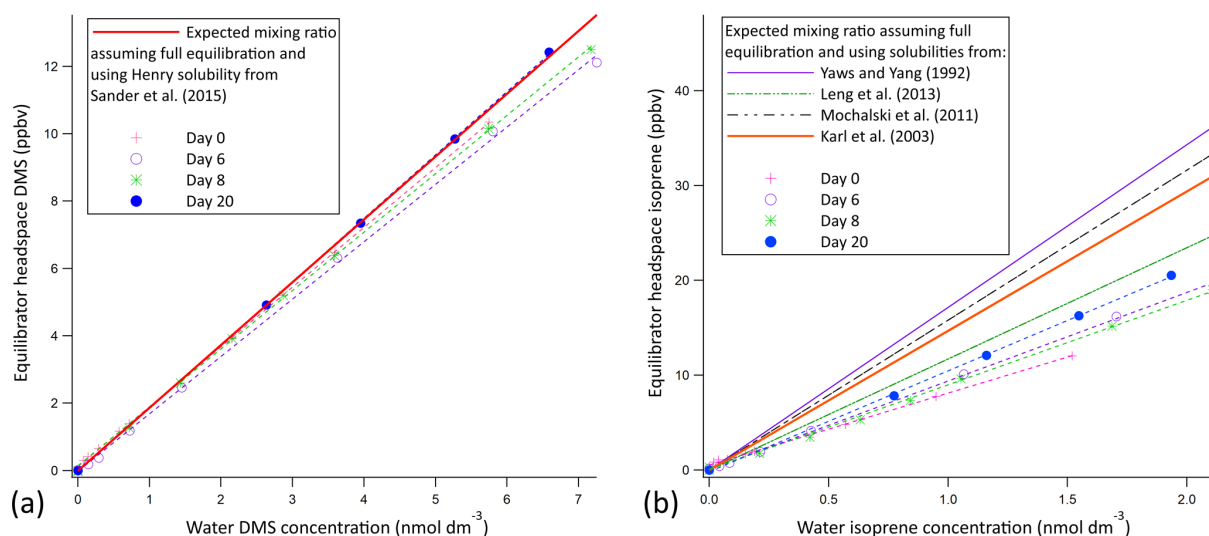 Expected mixing ratio
assuming full equilibration and
using Henry solubility from
Sander et al. (2015)
Day 0
Day 6
Day 8
Day 20
Equilibrator headspace DMS (ppbv)
12
10
8
6
4
2
0
0 1 2 3 4 5 6 7
Water DMS concentration (nmol dm⁻³)
(a)
Expected mixing ratio assuming full
equilibration and using solubilities from:
Yaws and Yang (1992)
Leng et al. (2013)
Mochalski et al. (2011)
Karl et al. (2003)
Day 0
Day 6
Day 8
Day 20
Equilibrator headspace isoprene (ppbv)
40
30
20
10
0
0.0 0.5 1.0 1.5 2.0
Water isoprene concentration (nmol dm⁻³)
(b)